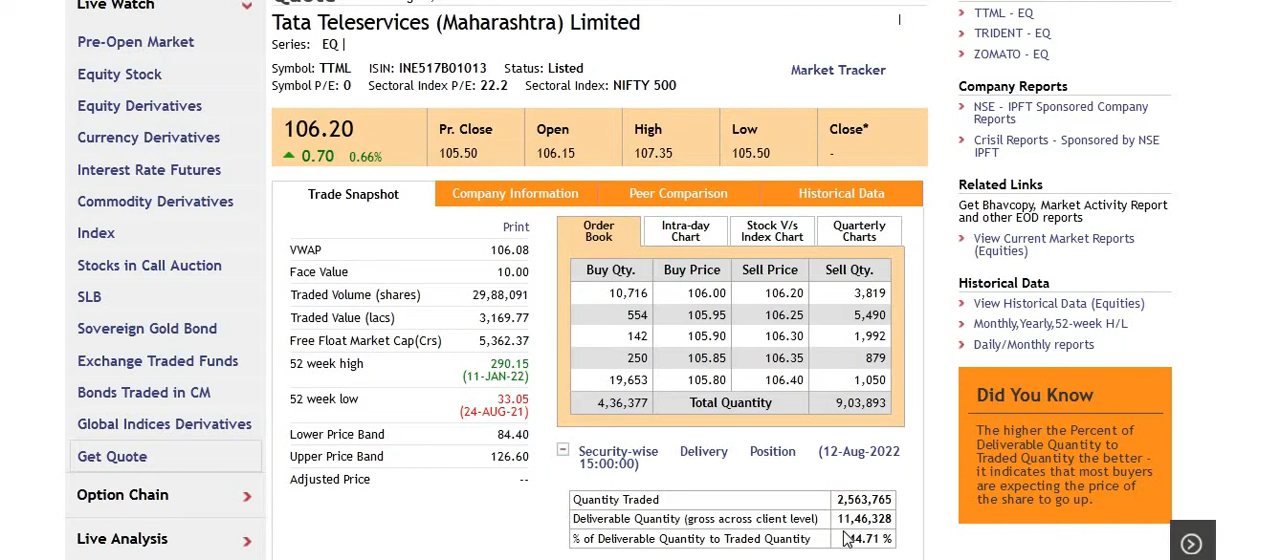 Live Watch
Pre-Open Market
Equity Stock
Equity Derivatives
Currency Derivatives
Interest Rate Futures
Commodity Derivatives
Index
Stocks in Call Auction
SLB
Sovereign Gold Bond
Exchange Traded Funds
Bonds Traded in CM
Global Indices Derivatives
Get Quote
Option Chain
Live Analysis
Quote
Tata Teleservices (Maharashtra) Limited
Series: EQ |
Symbol: TTML ISIN: INE517B01013 Status: Listed
Symbol P/E: 0 Sectoral Index P/E: 22.2 Sectoral Index: NIFTY 500
Market Tracker
106.20 Pr. Close Open High Low Close*
0.70 0.66% 105.50 106.15 107.35 105.50 -
Trade Snapshot Company Information Peer Comparison Historical Data
Print
VWAP 106.08
Face Value 10.00
Traded Volume (shares) 29,88,091
Traded Value (lacs) 3,169.77
Free Float Market Cap(Crs) 5,362.37
52 week high 290.15
(11-JAN-22)
52 week low 33.05
(24-AUG-21)
Lower Price Band 84.40
Upper Price Band 126.60
Adjusted Price --
Order Book
Intra-day Chart
Stock V/s Index Chart
Quarterly Charts
Buy Qty. Buy Price Sell Price Sell Qty.
10,716 106.00 106.20 3,819
554 105.95 106.25 5,490
142 105.90 106.30 1,992
250 105.85 106.35 879
19,653 105.80 106.40 1,050
4,36,377 Total Quantity 9,03,893
Security-wise Delivery Position (12-Aug-2022
15:00:00)
Quantity Traded 2,563,765
Deliverable Quantity (gross across client level) 11,46,328
% of Deliverable Quantity to Traded Quantity 44.71 %
TTML - EQ
TRIDENT - EQ
ZOMATO - EQ
Company Reports
NSE - IPFT Sponsored Company
Reports
Crisil Reports - Sponsored by NSE
IPFT
Related Links
Get Bhavcopy, Market Activity Report
and other EOD reports
View Current Market Reports
(Equities)
Historical Data
View Historical Data (Equities)
Monthly,Yearly,52-week H/L
Daily/Monthly reports
Did You Know
The higher the Percent of
Deliverable Quantity to
Traded Quantity the better -
it indicates that most buyers
are expecting the price of
the share to go up.